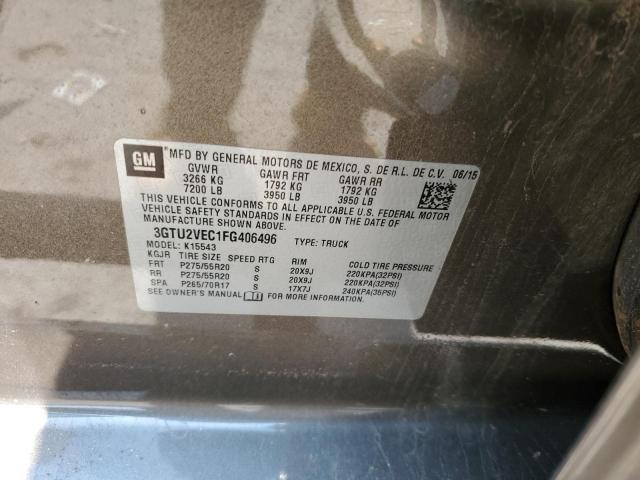 GM
MFD BY GENERAL MOTORS DE MEXICO, S. DE R.L. DE C.V. 06/15
GVWR GAWR FRT GAWR RR
3266 KG 1792 KG 1792 KG
7200 LB 3950 LB 3950 LB
THIS VEHICLE CONFORMS TO ALL APPLICABLE U.S. FEDERAL MOTOR
VEHICLE SAFETY STANDARDS IN EFFECT ON THE DATE OF
MANUFACTURE SHOWN ABOVE.
3GTU2VEC1FG406496 TYPE: TRUCK
MODEL: K15543
KGJR TIRE SIZE SPEED RTG RIM COLD TIRE PRESSURE
FRT P275/55R20 S 20X9J 220KPA(32PSI)
RR P275/55R20 S 20X9J 220KPA(32PSI)
SPA P265/70R17 S 17X7J 240KPA(35PSI)
SEE OWNER'S MANUAL FOR MORE INFORMATION.